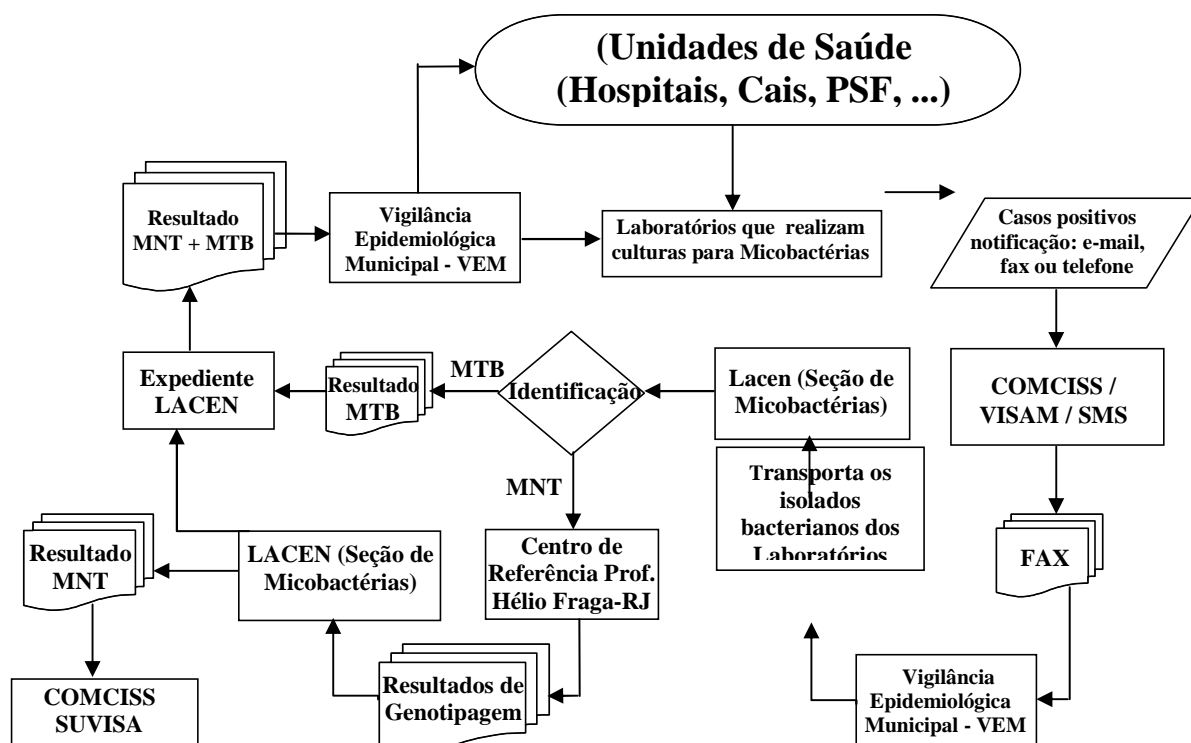 (Unidades de Saúde
(Hospitais, Cais, PSF, ...)
Resultado
MNT + MTB
Vigilância
Epidemiológica
Municipal - VEM
Laboratórios que realizam
culturas para Micobactérias
Casos positivos
notificação: e-mail,
fax ou telefone
Expediente
LACEN
Resultado
MTB
MTB
Identificação
Lacen (Seção de
Micobactérias)
COMCISS /
VISAM / SMS
MNT
Transporta os
isolados
bacterianos dos
Laboratórios
Resultado
MNT
LACEN (Seção de
Micobactérias)
Centro de
Referência Prof.
Hélio Fraga-RJ
FAX
COMCISS
SUVISA
Resultados de
Genotipagem
Vigilância
Epidemiológica
Municipal - VEM